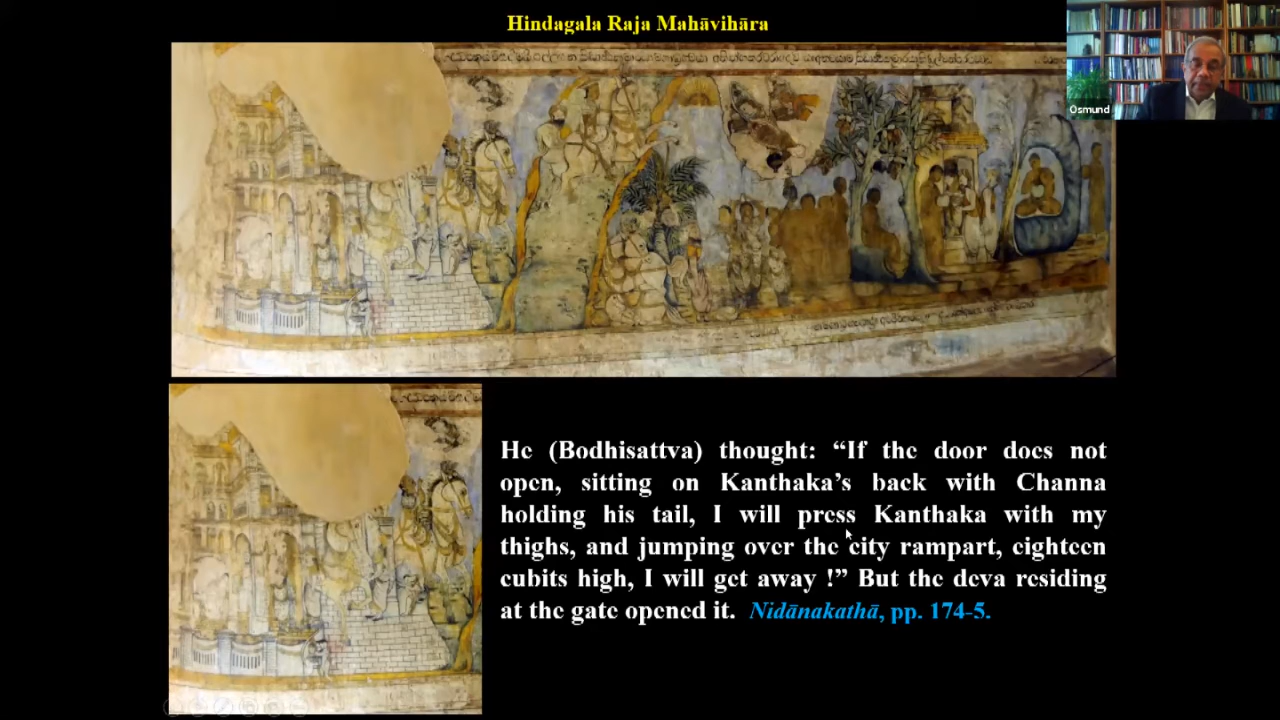 Hindagala Raja Mahāvihāra
Osmund
He (Bodhisattva) thought: “If the door does not
open, sitting on Kanthaka’s back with Channa
holding his tail, I will press Kanthaka with my
thighs, and jumping over the city rampart, eighteen
cubits high, I will get away !” But the deva residing
at the gate opened it. Nidānakathā, pp. 174-5.